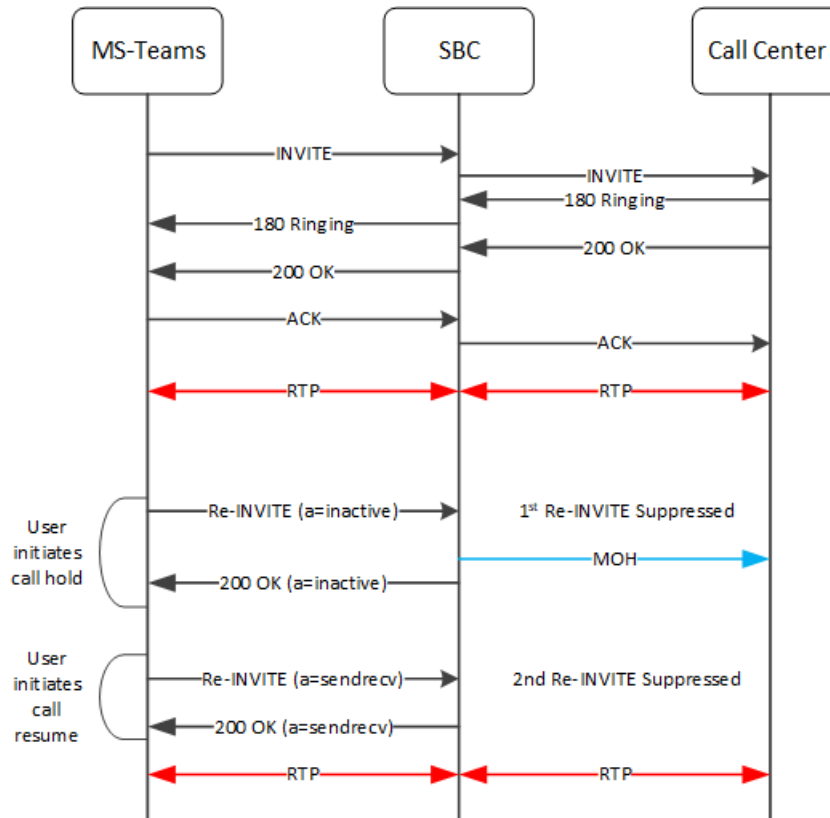 MS-Teams
SBC
Call Center
INVITE
INVITE
180 Ringing
180 Ringing
200 OK
200 OK
ACK
ACK
RTP
RTP
User
initiates
call hold
Re-INVITE (a=inactive)
1st Re-INVITE Suppressed
MOH
200 OK (a=inactive)
User
initiates
call
resume
Re-INVITE (a=sendrecv)
2nd Re-INVITE Suppressed
200 OK (a=sendrecv)
RTP
RTP